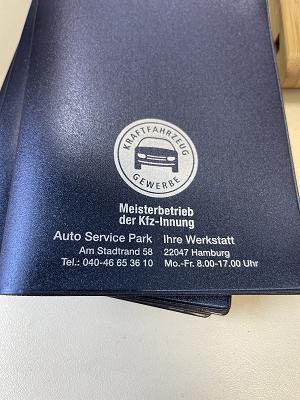 KRAFTFAHRZEUG
GEWERBE
Meisterbetrieb
der Kfz-Innung
Auto Service Park Ihre Werkstatt
Am Stadtrand 58 22047 Hamburg
Tel.: 040-46 65 36 10 Mo.-Fr. 8.00-17.00 Uhr